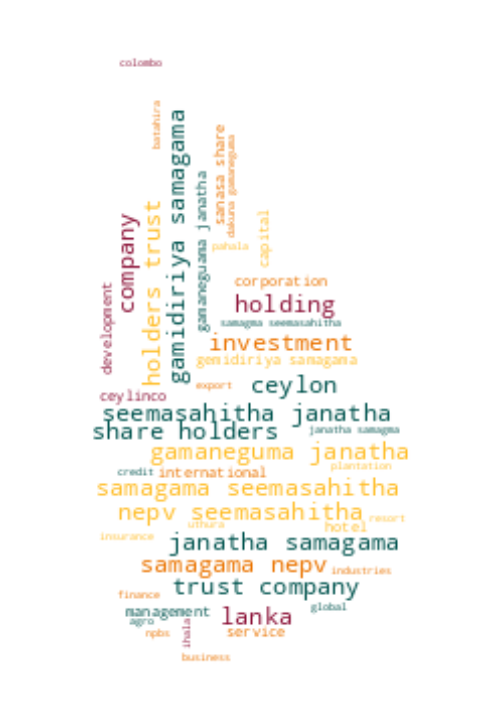 colombo
batahira
gamidiriya samagama
sanasa share
dakuna gamaneguma
gamaneguama janatha
holders trust
company
capital
pahala
development
corporation
holding
samagma seemasahitha
investment
gemidiriya samagama
export
ceylon
ceylinco
seemasahitha janatha
share holders
janatha samagma
gamaneguma janatha
plantation
credit
international
samagama seemasahitha
nepv seemasahitha
resort
uthura
hotel
insurance
janatha samagama
samagama nepv
industries
trust company
finance
global
management
lanka
agro
ihala
npbs
service
business